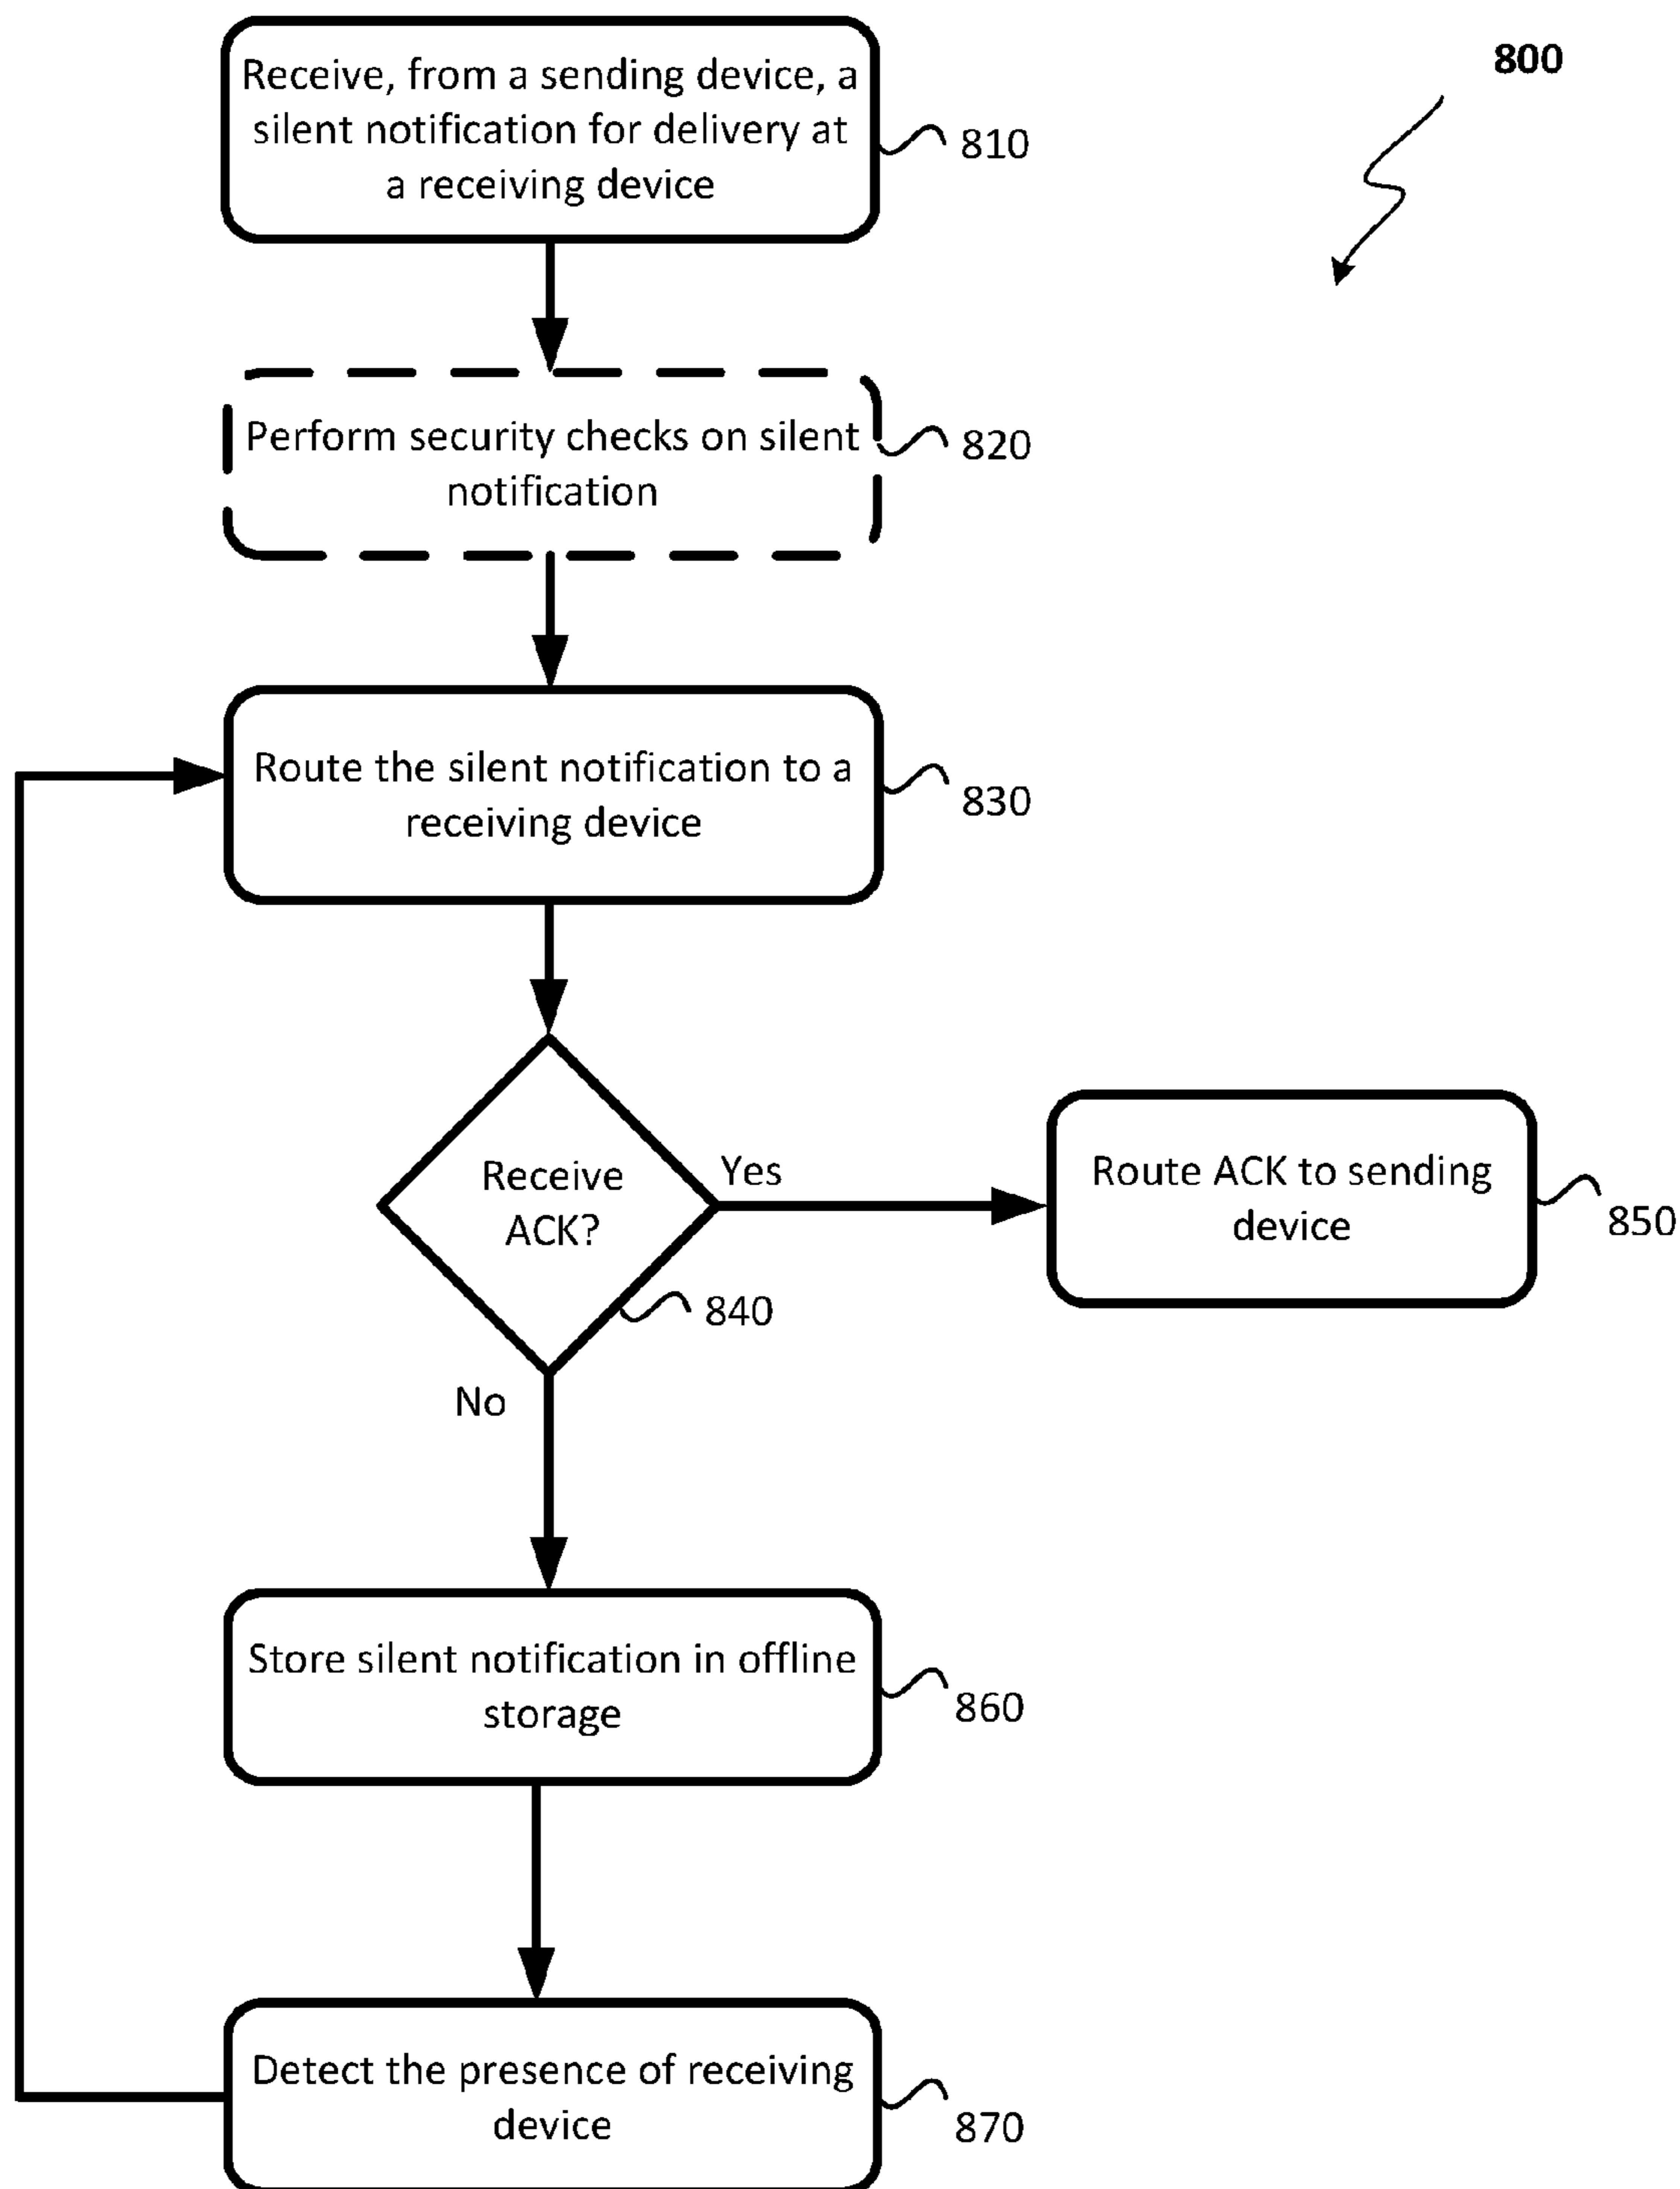 800
Receive, from a sending device, a
silent notification for delivery at
a receiving device
810
Perform security checks on silent
notification
820
Route the silent notification to a
receiving device
830
Receive
ACK?
Yes
840
Route ACK to sending
device
850
No
Store silent notification in offline
storage
860
Detect the presence of receiving
device
870